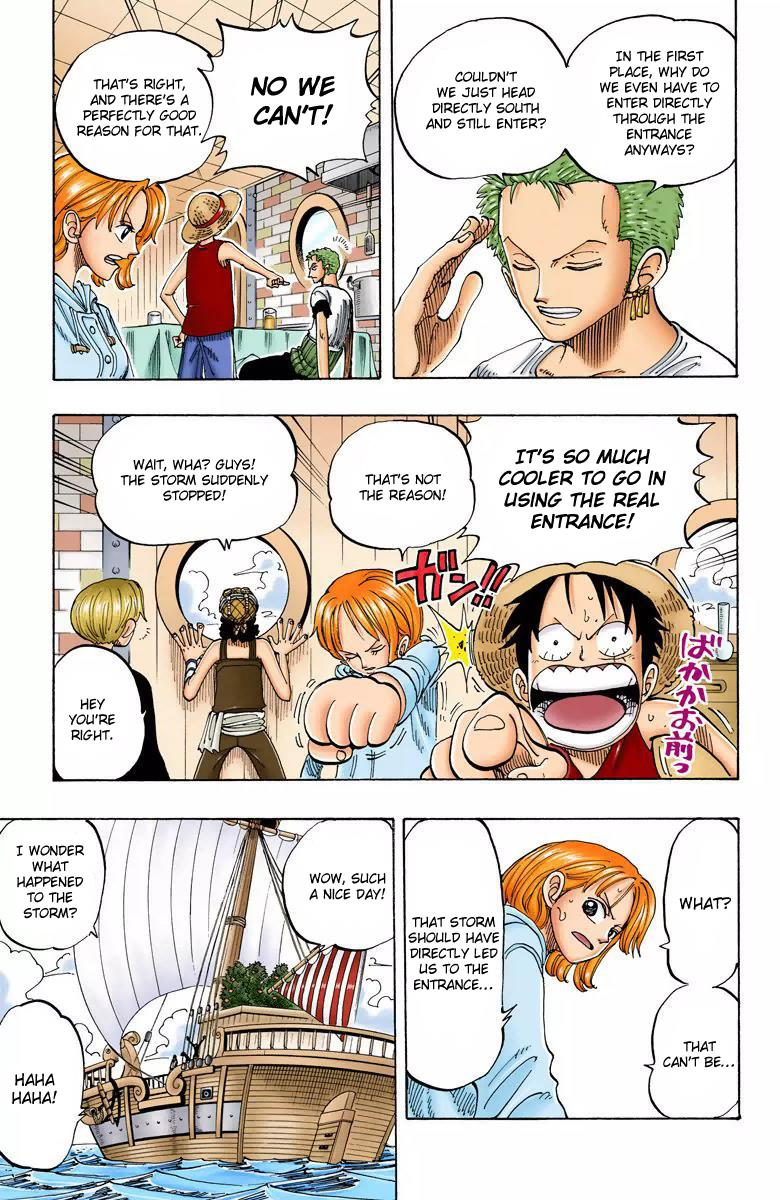 IN THE FIRST
PLACE, WHY DO
WE EVEN HAVE TO
ENTER DIRECTLY
THROUGH THE
ENTRANCE
ANYWAYS?
COULDN'T
WE JUST HEAD
DIRECTLY SOUTH
AND STILL ENTER?
NO WE
CAN'T!
THAT'S RIGHT,
AND THERE'S A
PERFECTLY GOOD
REASON FOR THAT.
IT'S SO MUCH
COOLER TO GO IN
USING THE REAL
ENTRANCE!
ばかかお前っ
ガン!!
THAT'S NOT
THE REASON!
WAIT, WHA? GUYS!
THE STORM SUDDENLY
STOPPED!
HEY
YOU'RE
RIGHT.
WHAT?
THAT
CAN'T BE...
THAT STORM
SHOULD HAVE
DIRECTLY LED
US TO THE
ENTRANCE...
WOW, SUCH
A NICE DAY!
I WONDER
WHAT
HAPPENED
TO THE
STORM?
HAHA
HAHA!